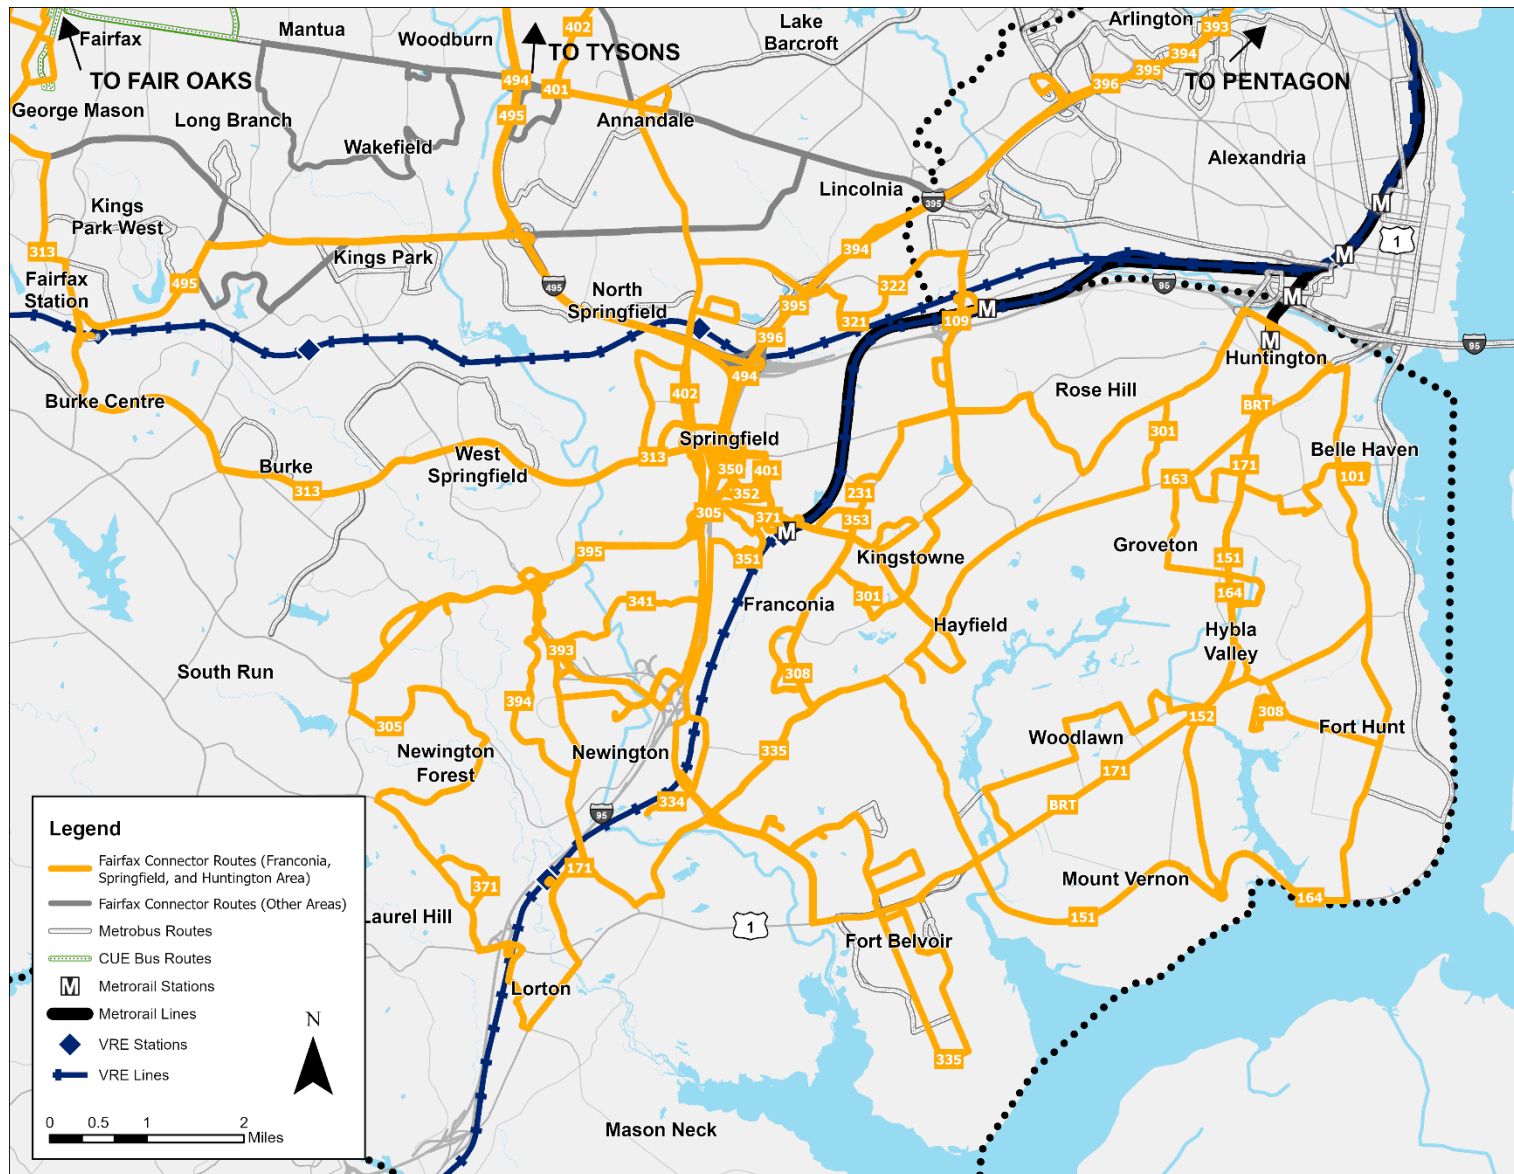 Fairfax
Mantua
Woodburn
402
Lake
Barcroft
Arlington
393
394
TO TYSONS
TO FAIR OAKS
494
401
395
396
TO PENTAGON
George Mason
Long Branch
495
Annandale
Wakefield
Alexandria
Lincolnia
395
Kings
Park West
313
394
1
Kings Park
Fairfax
Station
495
495
North
Springfield
322
95
395
321
109
396
Huntington
95
494
Rose Hill
402
Burke Centre
BRT
301
Springfield
Belle Haven
Burke
West
Springfield
313
350
401
171
101
163
313
352
231
305
371
353
395
351
Kingstowne
Groveton
151
164
341
Franconia
301
Hayfield
Hybla
Valley
South Run
393
308
394
305
152
308
Fort Hunt
Newington
Forest
Newington
335
Woodlawn
171
334
BRT
95
Legend
Fairfax Connector Routes (Franconia,
Springfield, and Huntington Area)
Fairfax Connector Routes (Other Areas)
Metrobus Routes
CUE Bus Routes
M Metrorail Stations
Metrorail Lines
VRE Stations
VRE Lines
N
0 0.5 1 2
Miles
171
371
Laurel Hill
Mount Vernon
164
151
1
Fort Belvoir
Lorton
335
Mason Neck
M
M
M
M
M
M